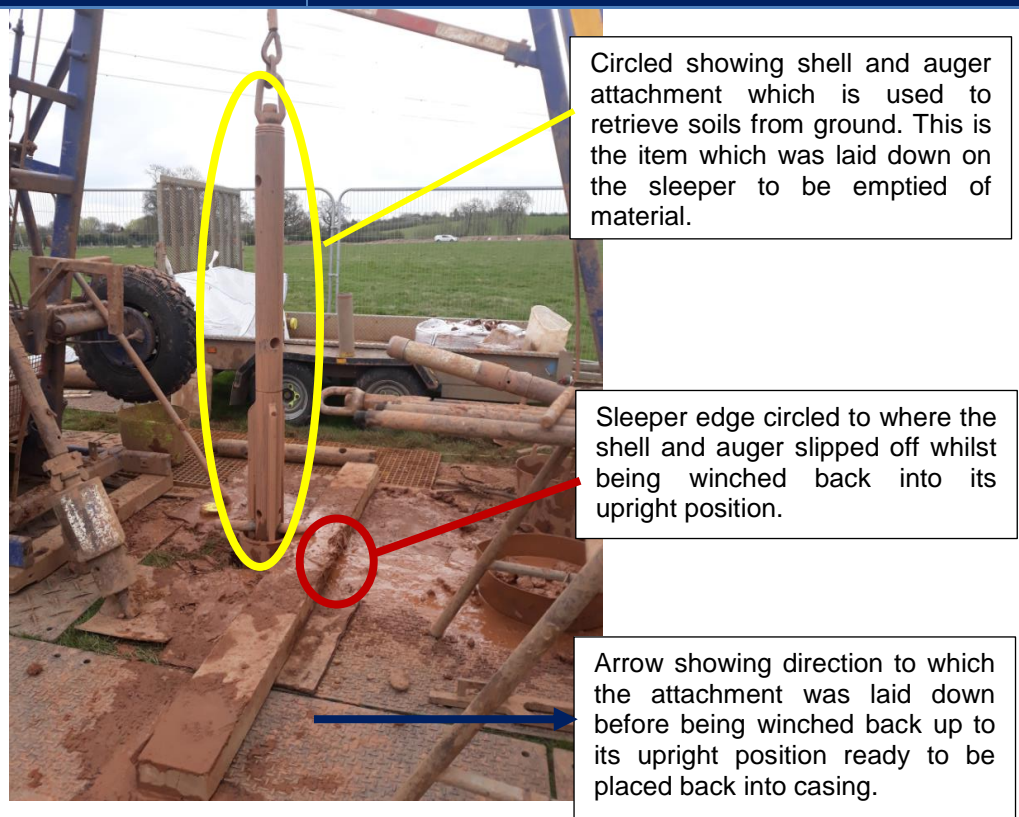 Circled showing shell and auger
attachment which is used to
retrieve soils from ground. This is
the item which was laid down on
the sleeper to be emptied of
material.
Sleeper edge circled to where the
shell and auger slipped off whilst
being winched back into its
upright position.
Arrow showing direction to which
the attachment was laid down
before being winched back up to
its upright position ready to be
placed back into casing.